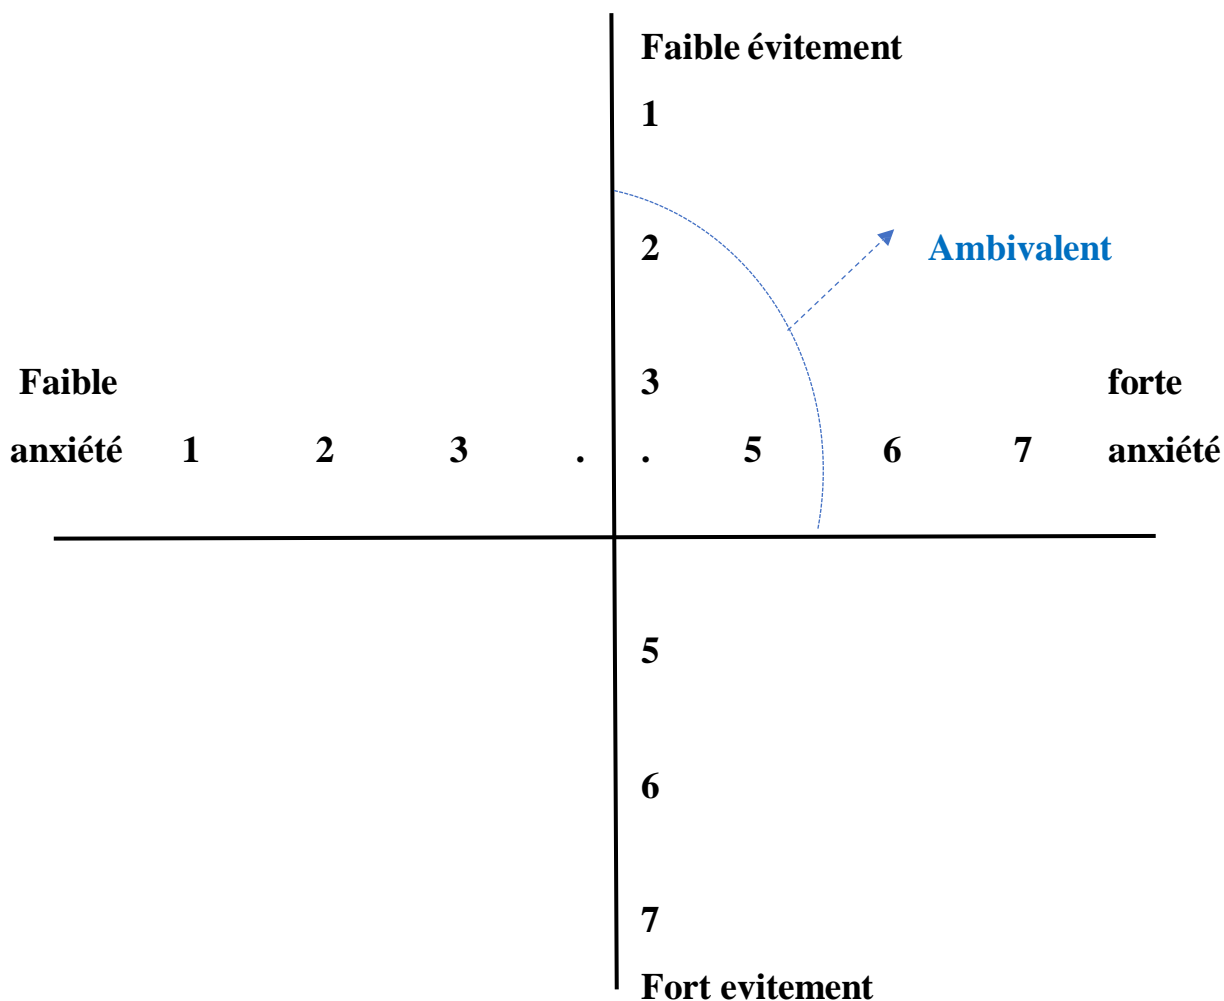 Faible évitement
1
2 Ambivalent
Faible 3 forte
anxiété 1 2 3 . . 5 6 7 anxiété
5
6
7
Fort evitement